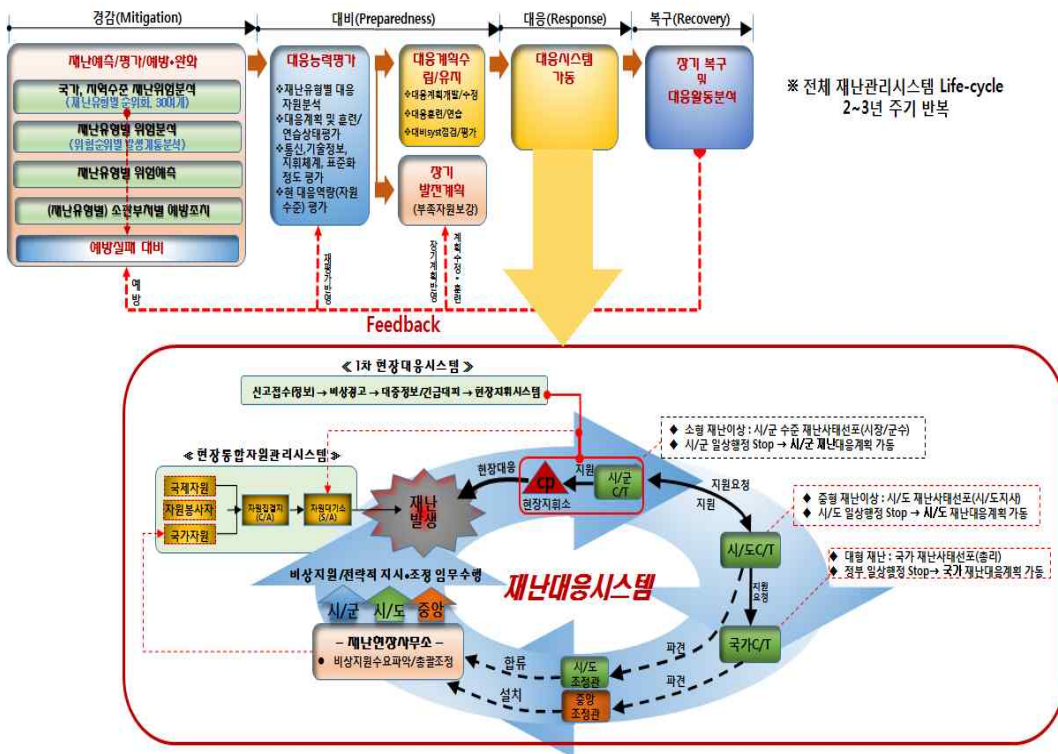 경감(Mitigation)
대비(Preparedness)
대응(Response)
복구(Recovery)
재난예측/평가/예방•완화
국가, 지역수준 재난위험분석
(재난유형별 순위화, 30여개)
재난유형별 위험분석
(위험순위별 발생계통분석)
재난유형별 위험예측
(재난유형별) 소관부처별 예방조치
예방실패 대비
대응능력평가
❖재난유형별 대응
자원분석
❖대응계획 및 훈련/
연습상태평가
❖통신,기술정보,
지휘체계, 표준화
정도 평가
❖현 대응역량(자원
수준) 평가
대응계획수
립/유지
❖대응계획개발/수정
❖대응훈련/연습
❖대비syst점검/평가
장기
발전계획
(부족자원보강)
대응시스템
가동
장기 복구
및
대응활동분석
※ 전체 재난관리시스템 Life-cycle
2~3년 주기 반복
예방
재평가반영
장기계획반영
계획수정•훈련
Feedback
≪ 1차 현장대응시스템 ≫
신고접수(정보) → 비상경고 → 대중정보/긴급대피 → 현장지휘시스템
≪현장통합자원관리시스템≫
국제자원
자원봉사자
국가자원
자원집결지
(C/A)
자원대기소
(S/A)
재난
발생
현장대응
CP
현장지휘소
지원
시/군
C/T
◆ 소형 재난이상 : 시/군 수준 재난사태선포(시장/군수)
◆ 시/군 일상행정 Stop → 시/군 재난대응계획 가동
지원요청
지원
◆ 중형 재난이상 : 시/도 재난사태선포(시/도지사)
◆ 시/도 일상행정 Stop → 시/도 재난대응계획 가동
시/도C/T
◆ 대형 재난 : 국가 재난사태선포(총리)
◆ 정부 일상행정 Stop→ 국가 재난대응계획 가동
지원
요청
국가C/T
비상지원/전략적 지시•조정 임무수행
재난대응시스템
시/군
시/도
중앙
– 재난현장사무소 –
● 비상지원수요파악/총괄조정
합류
설치
시/도
조정관
중앙
조정관
파견
파견